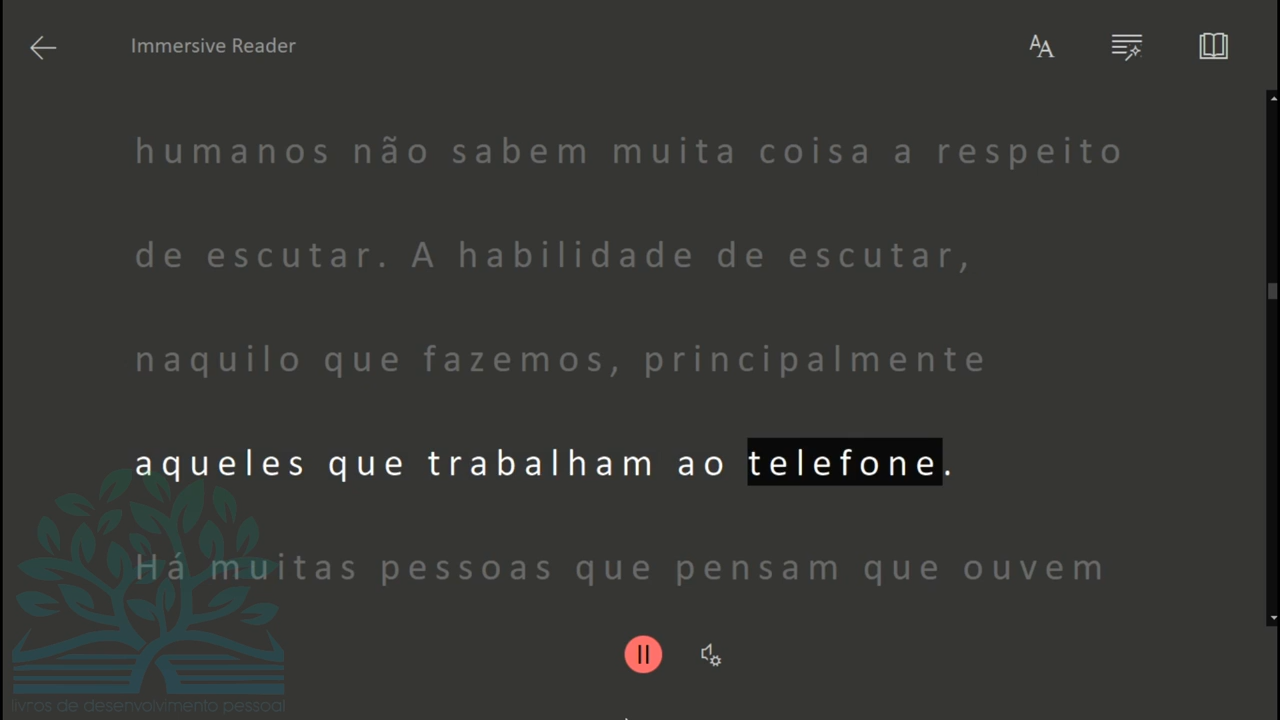 Immersive Reader
humanos não sabem muita coisa a respeito
de escutar. A habilidade de escutar,
naquilo que fazemos, principalmente
aqueles que trabalham ao telefone.
Há muitas pessoas que pensam que ouvem
livros de desenvolvimento pessoal